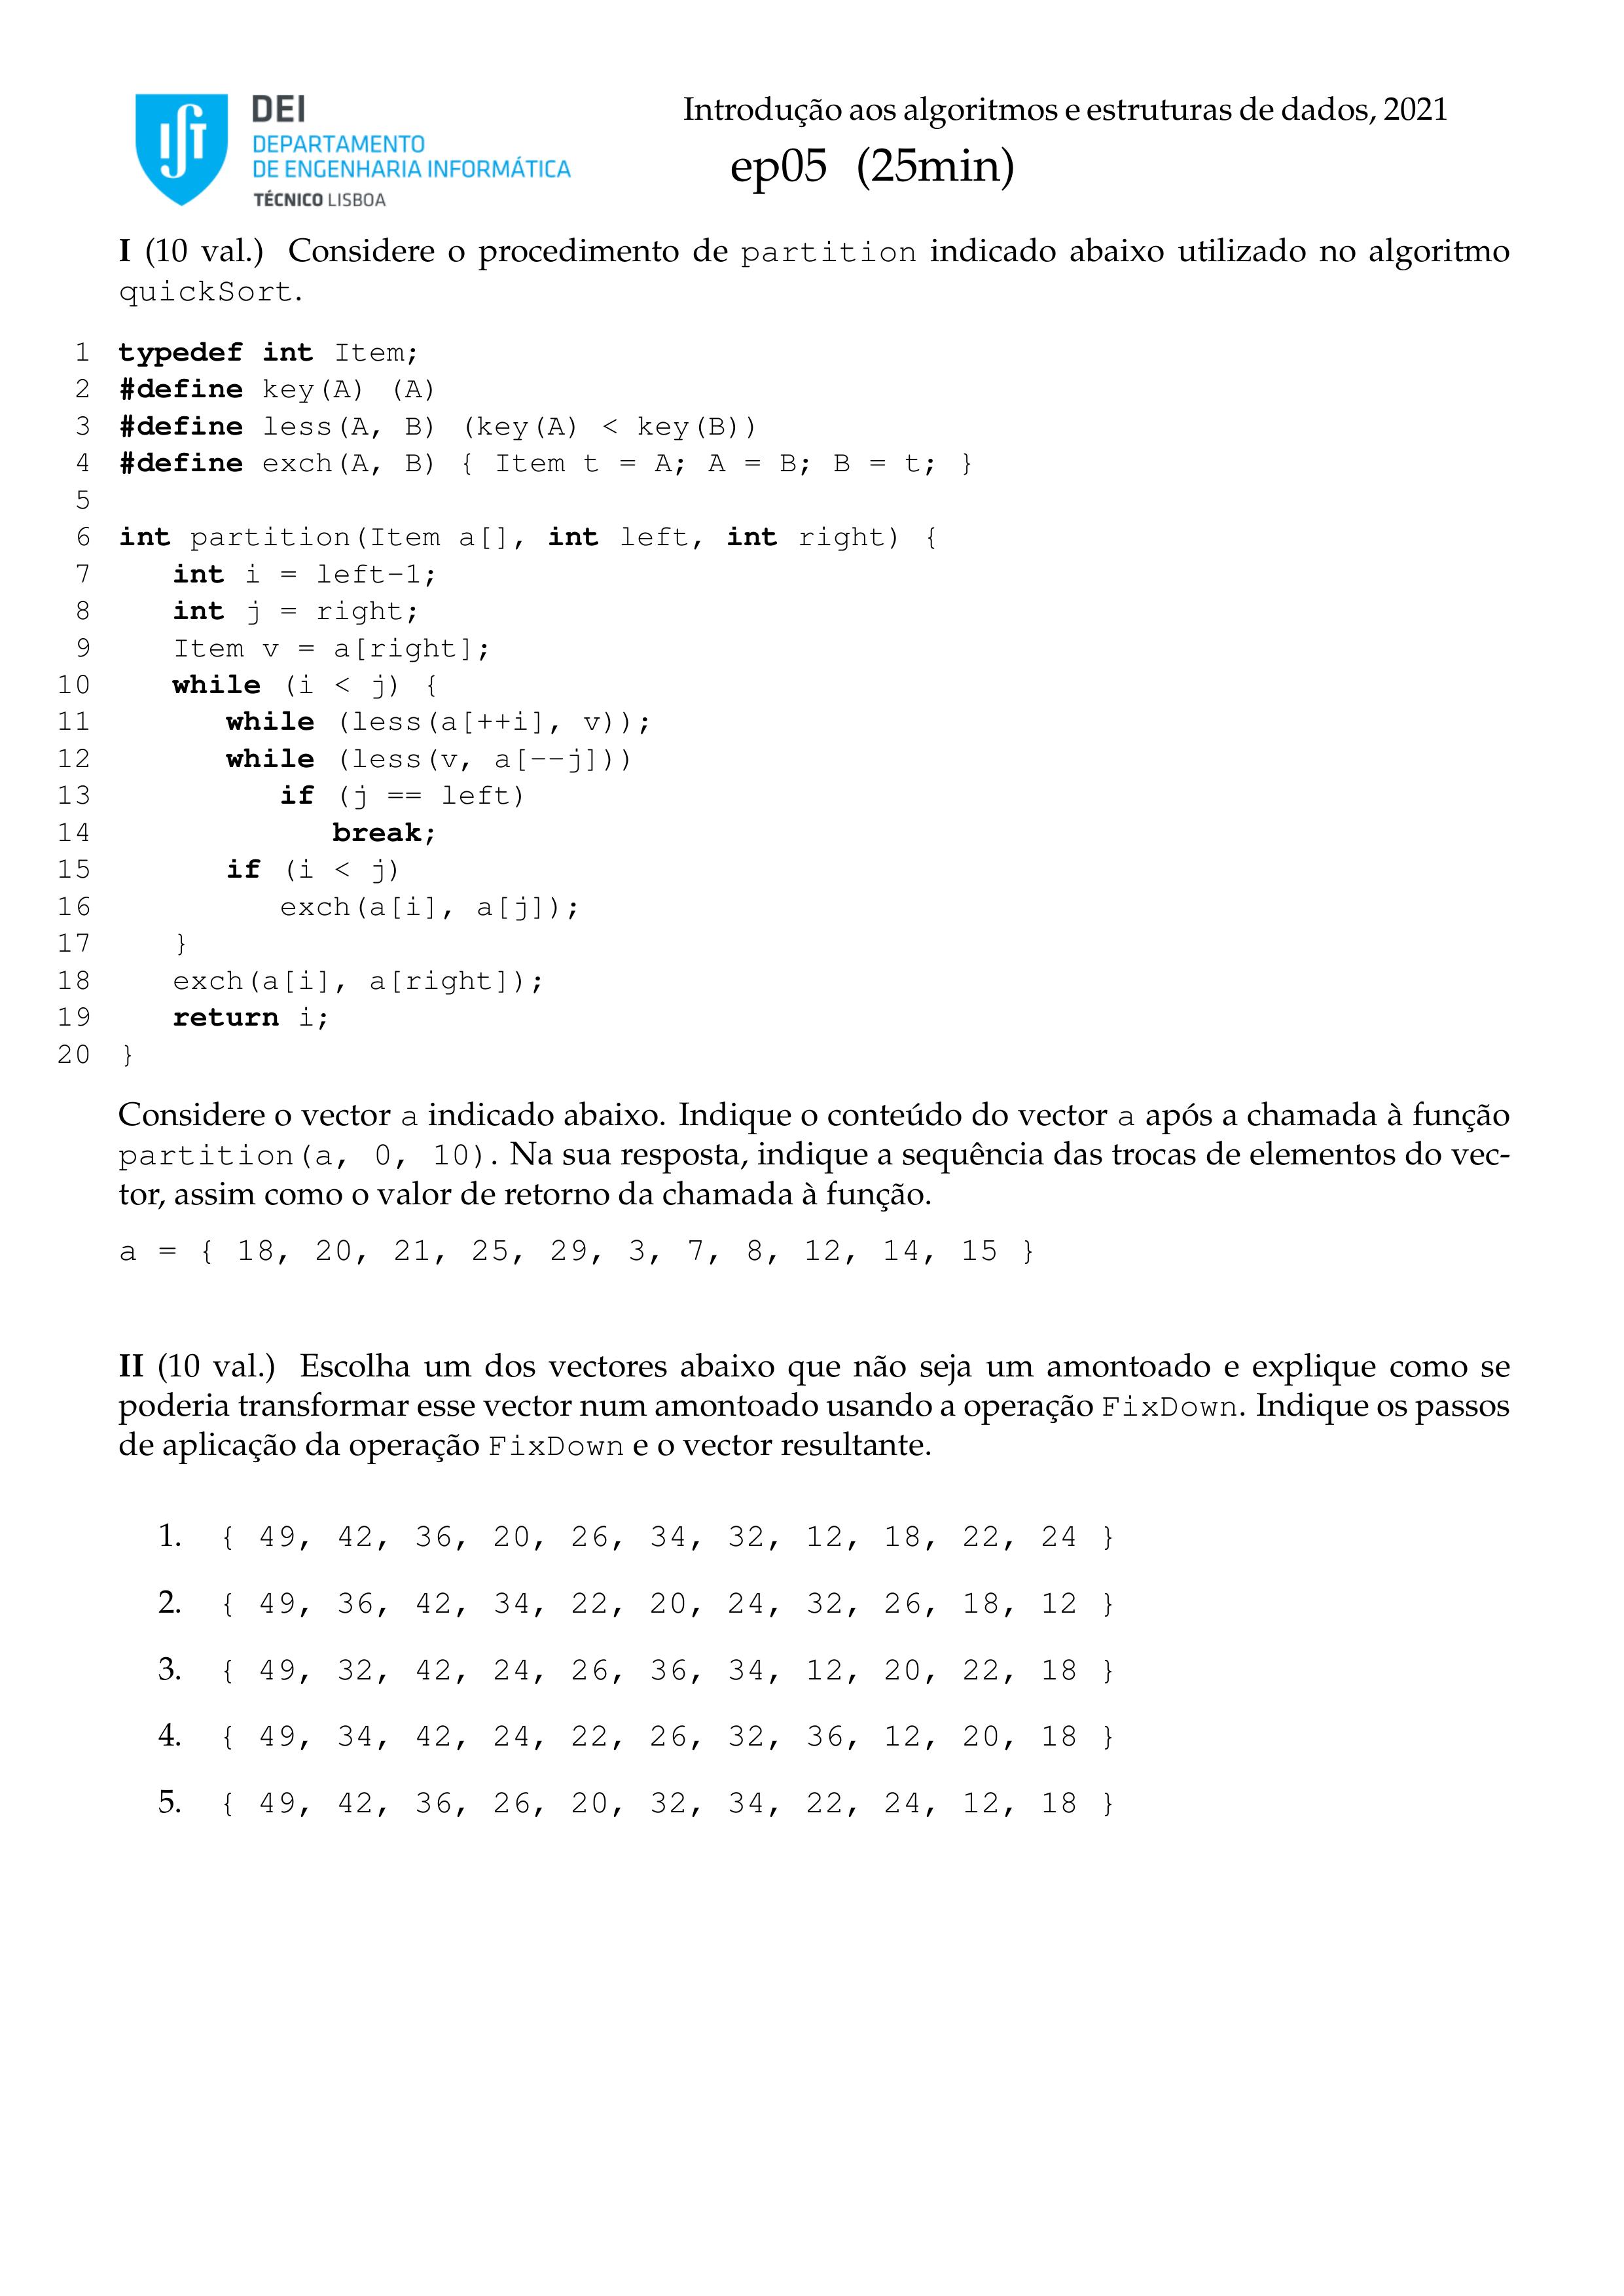 DEI
DEPARTAMENTO
DE ENGENHARIA INFORMÁTICA
TÉCNICO LISBOA
Introdução aos algoritmos e estruturas de dados, 2021
ep05 (25min)
I (10 val.) Considere o procedimento de partition indicado abaixo utilizado no algoritmo
quickSort.
1 typedef int Item;
2 #define key(A) (A)
3 #define less(A, B) (key(A) < key(B))
4 #define exch(A, B) { Item t = A; A = B; B = t; }
5
6 int partition(Item a[], int left, int right) {
7 int i = left-1;
8 int j = right;
9 Item v = a[right];
10 while (i < j) {
11 while (less(a[++i], v));
12 while (less(v, a[--j]))
13 if (j == left)
14 break;
15 if (i < j)
16 exch(a[i], a[j]);
17 }
18 exch(a[i], a[right]);
19 return i;
20 }
Considere o vector a indicado abaixo. Indique o conteúdo do vector a após a chamada à função
partition(a, 0, 10). Na sua resposta, indique a sequência das trocas de elementos do vec-
tor, assim como o valor de retorno da chamada à função.
a = { 18, 20, 21, 25, 29, 3, 7, 8, 12, 14, 15 }
II (10 val.) Escolha um dos vectores abaixo que não seja um amontoado e explique como se
poderia transformar esse vector num amontoado usando a operação FixDown. Indique os passos
de aplicação da operação FixDown e o vector resultante.
1. { 49, 42, 36, 20, 26, 34, 32, 12, 18, 22, 24 }
2. { 49, 36, 42, 34, 22, 20, 24, 32, 26, 18, 12 }
3. { 49, 32, 42, 24, 26, 36, 34, 12, 20, 22, 18 }
4. { 49, 34, 42, 24, 22, 26, 32, 36, 12, 20, 18 }
5. { 49, 42, 36, 26, 20, 32, 34, 22, 24, 12, 18 }